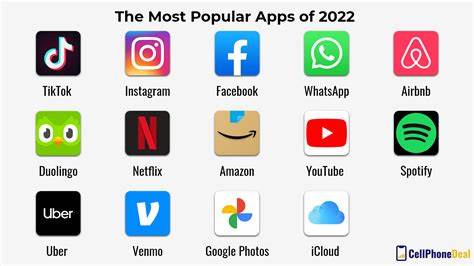 The Most Popular Apps of 2022
TikTok Instagram Facebook WhatsApp Airbnb
Duolingo Netflix Amazon YouTube Spotify
Uber
Uber Venmo Google Photos iCloud
CellPhoneDeal